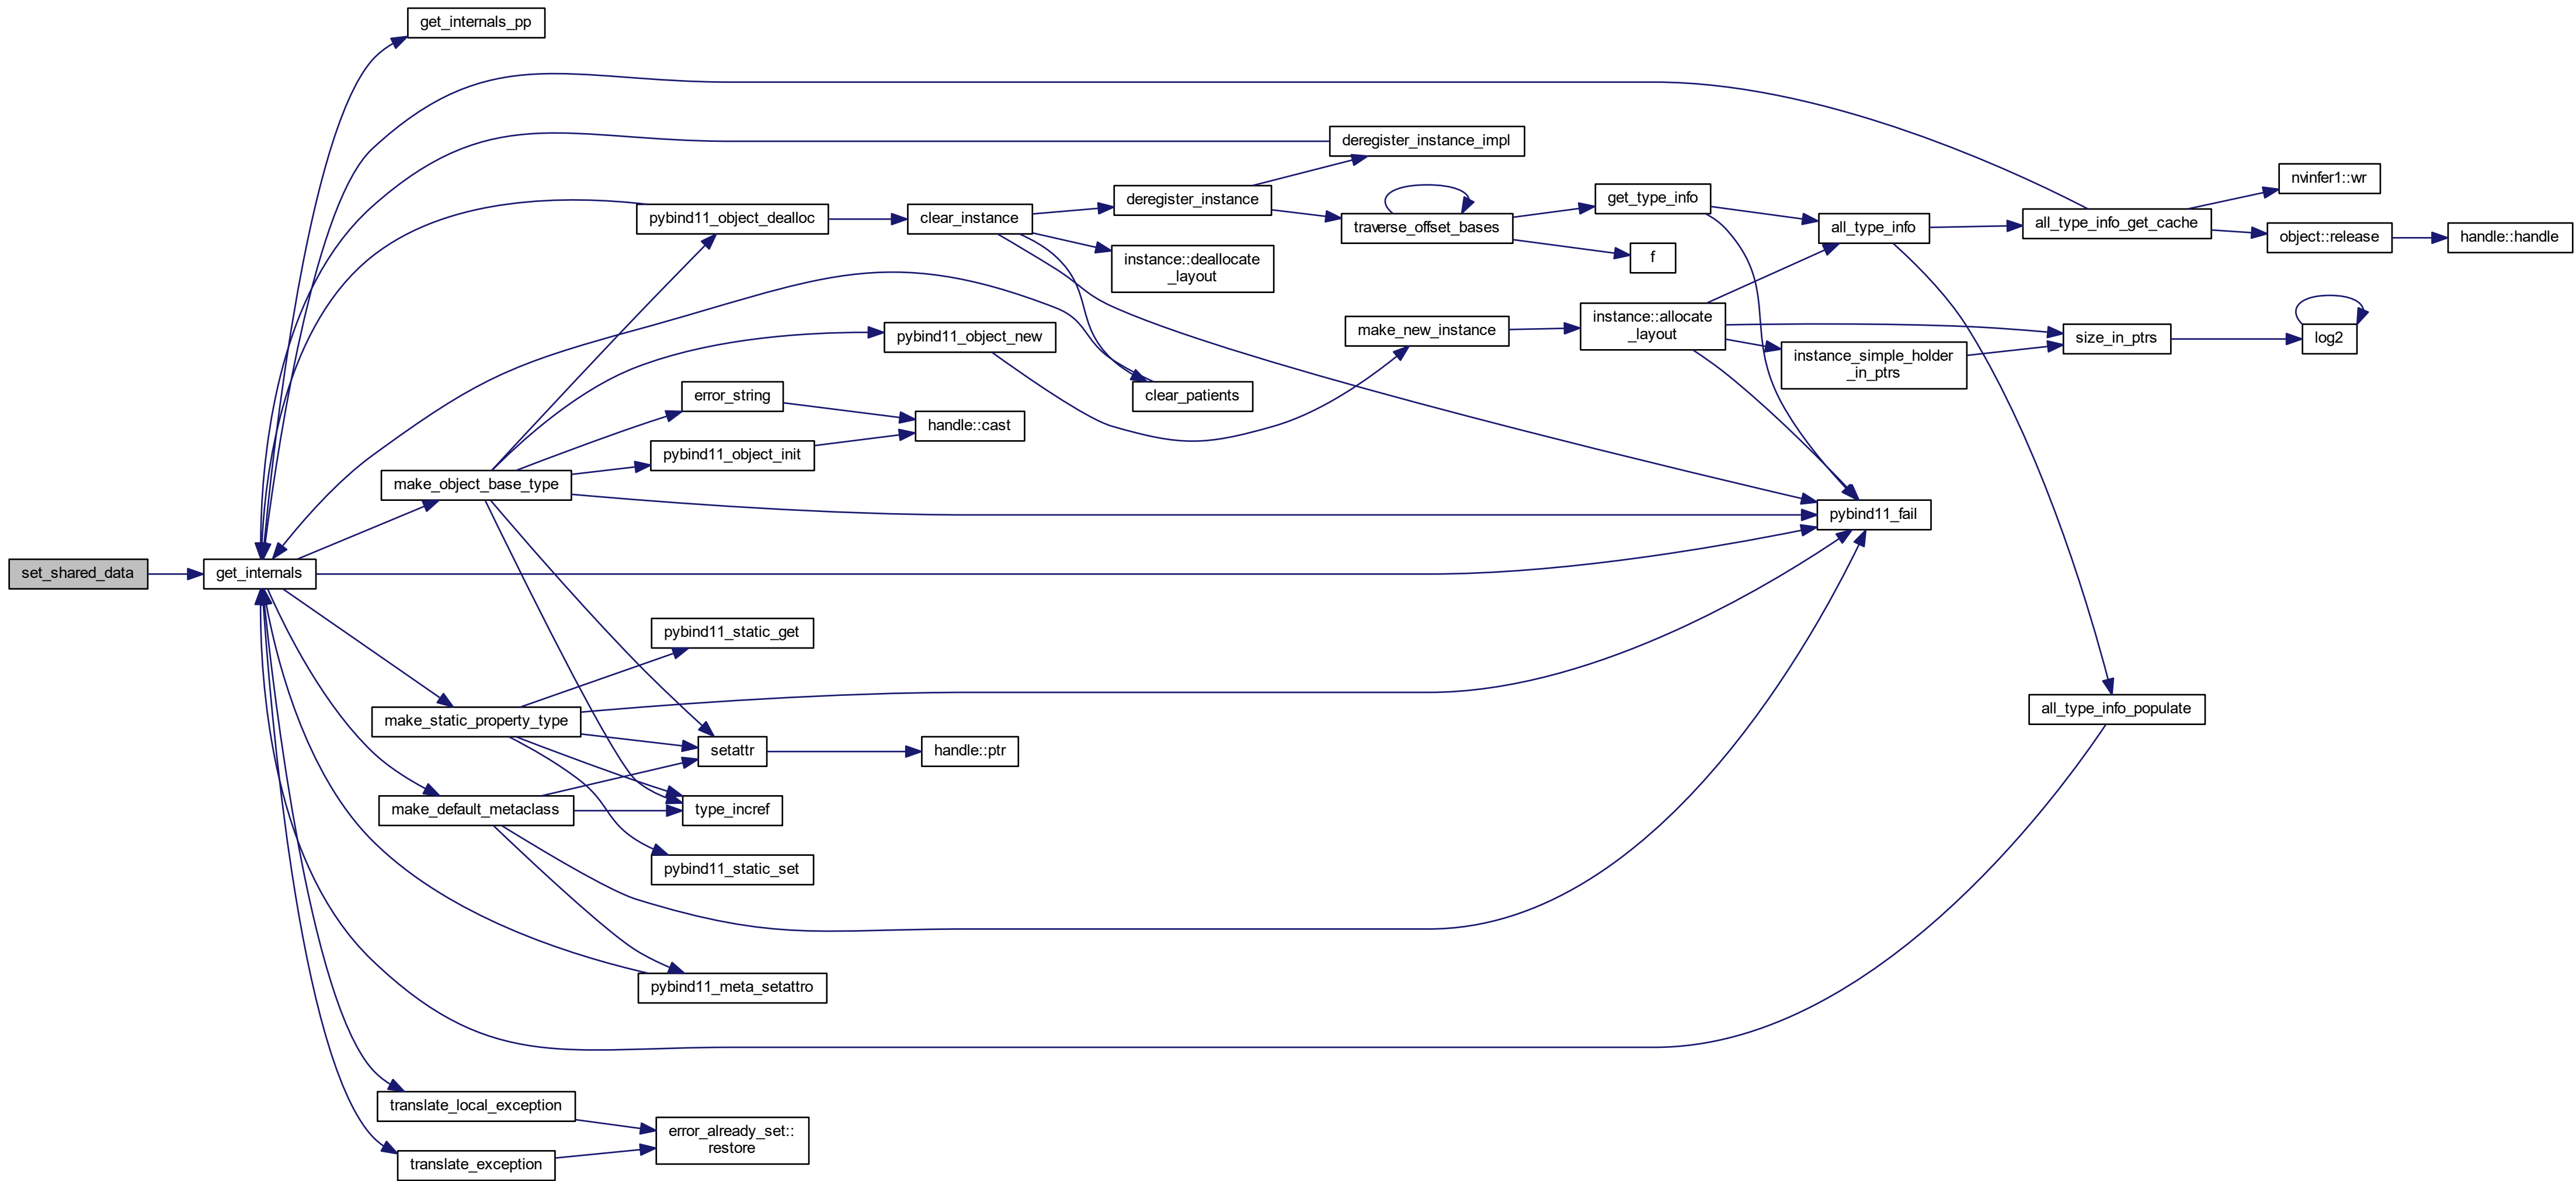 get_internals_pp
deregister_instance_impl
nvinfer1::wr
deregister_instance
get_type_info
pybind11_object_dealloc
clear_instance
traverse_offset_bases
all_type_info
all_type_info_get_cache
object::release
handle::handle
instance::deallocate
_layout
f
pybind11_object_new
make_new_instance
instance::allocate
_layout
size_in_ptrs
log2
instance_simple_holder
_in_ptrs
error_string
clear_patients
handle::cast
pybind11_object_init
make_object_base_type
pybind11_fail
set_shared_data
get_internals
pybind11_static_get
all_type_info_populate
make_static_property_type
setattr
handle::ptr
make_default_metaclass
type_incref
pybind11_static_set
pybind11_meta_setattro
translate_local_exception
error_already_set::
restore
translate_exception